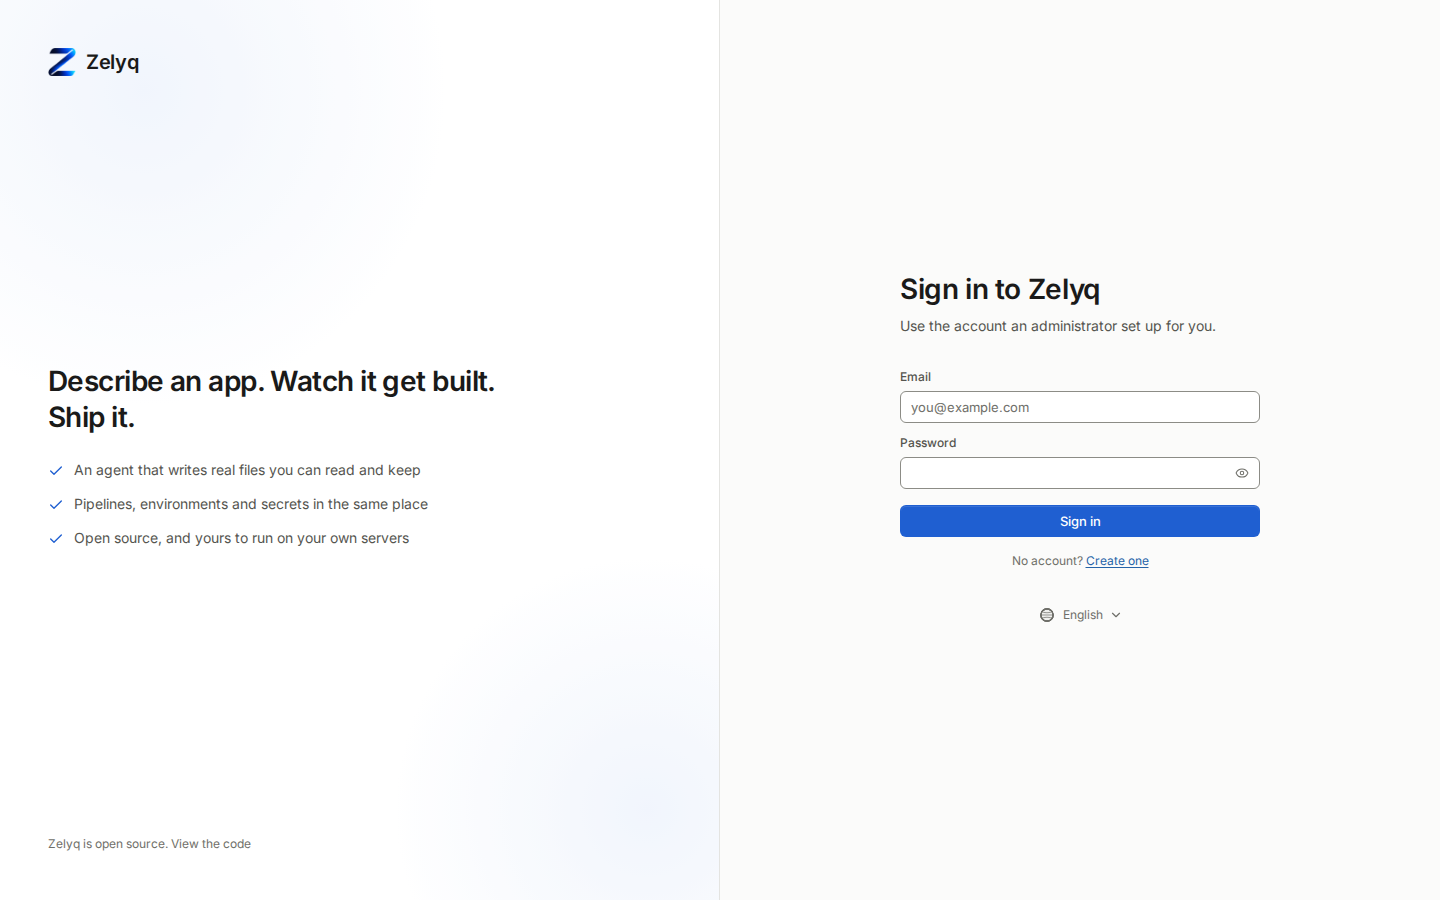 Zelyq
Describe an app. Watch it get built.
Ship it.
An agent that writes real files you can read and keep
Pipelines, environments and secrets in the same place
Open source, and yours to run on your own servers
Zelyq is open source. View the code
Sign in to Zelyq
Use the account an administrator set up for you.
Email
you@example.com
Password
Sign in
No account? Create one
English